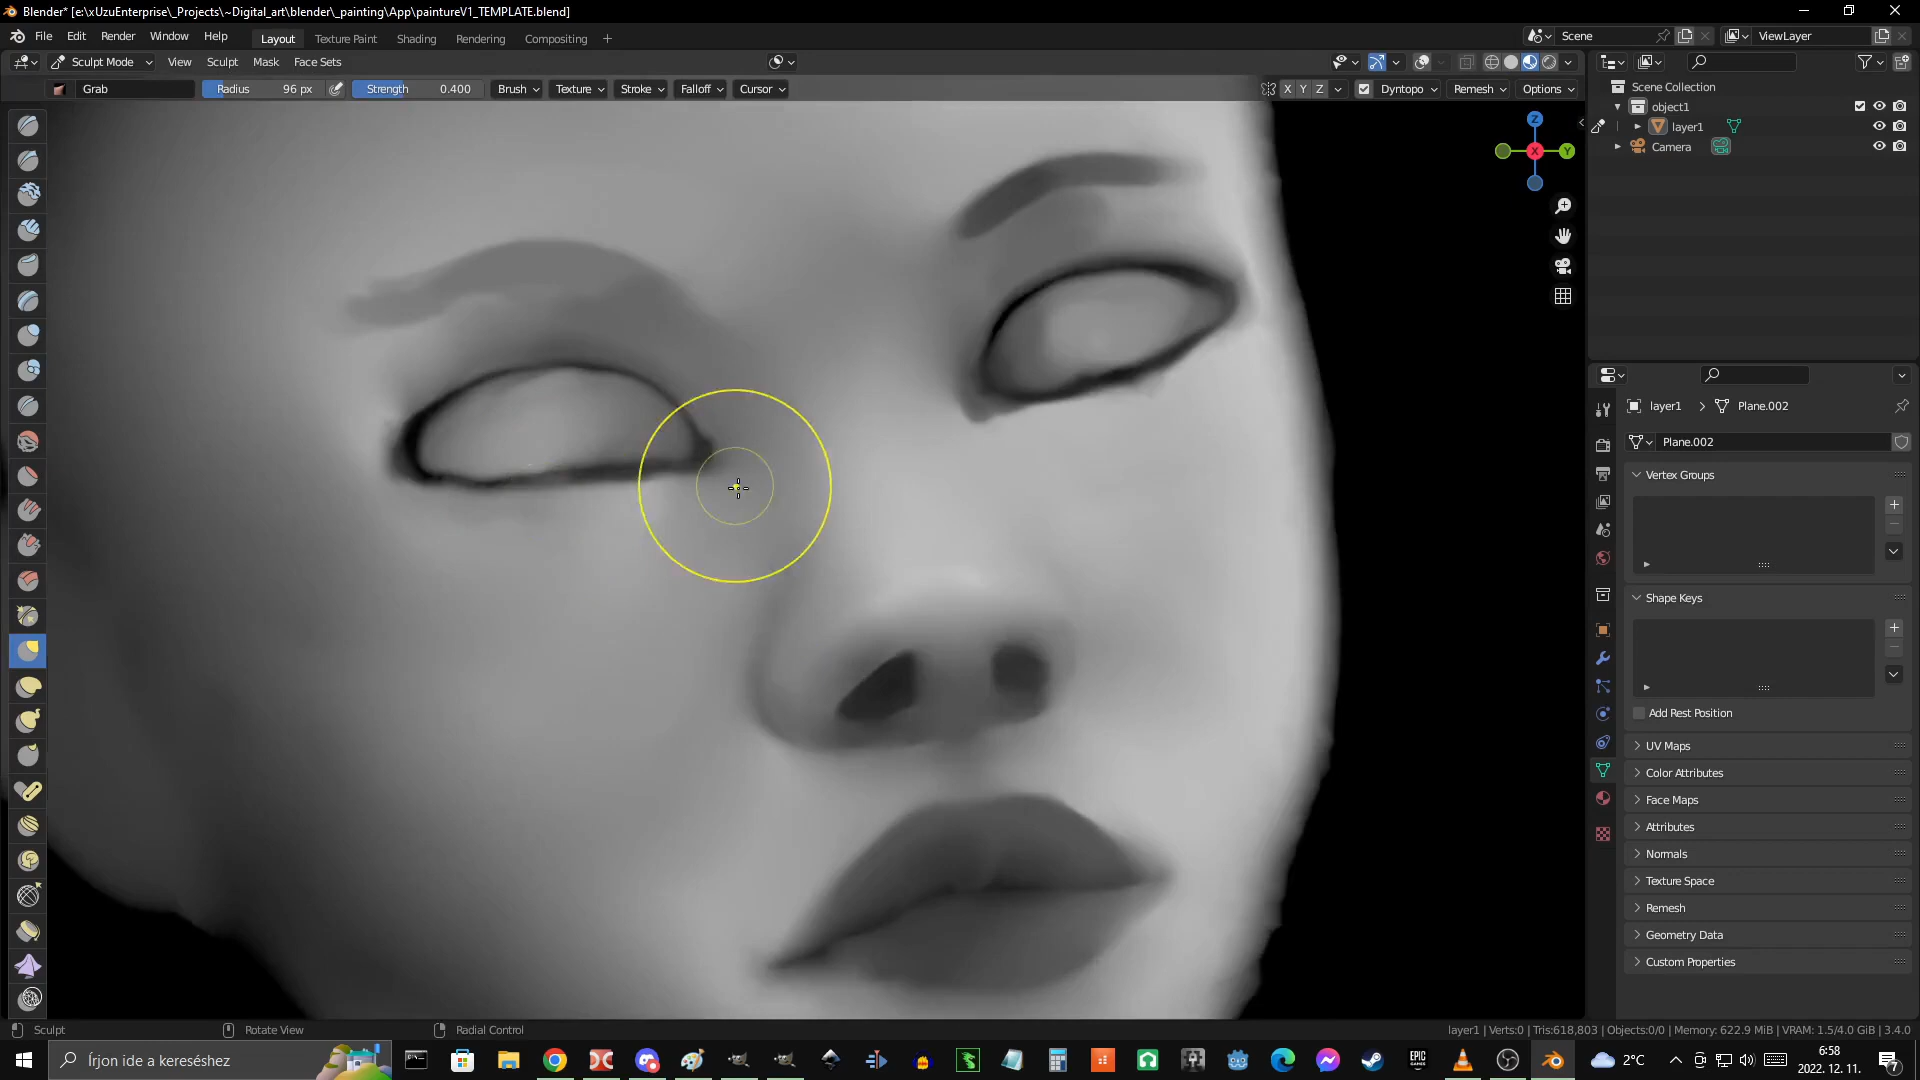 Blender* [e:\xUzuEnterprise\_Projects\~Digital_art\blender\_painting\App\paintureV1_TEMPLATE.blend]
File Edit Render Window Help Layout Texture Paint Shading Rendering Compositing + Scene ViewLayer
Sculpt Mode View Sculpt Mask Face Sets
Grab Radius 96 px Strength 0.400 Brush Texture Stroke Falloff Cursor X Y Z Dyntopo Remesh Options
Scene Collection
object1
layer1
Camera
Z
X
Y
layer1 > Plane.002
Plane.002
Vertex Groups
Shape Keys
Add Rest Position
UV Maps
Color Attributes
Face Maps
Attributes
Normals
Texture Space
Remesh
Geometry Data
Custom Properties
Sculpt Rotate View Radial Control layer1 | Verts:0 | Tris:618,803 | Objects:0/0 | Memory: 622.9 MiB | VRAM: 1.5/4.0 GiB | 3.4.0
Írjon ide a kereséshez
EPIC GAMES
2°C
6:58
2022. 12. 11.
7